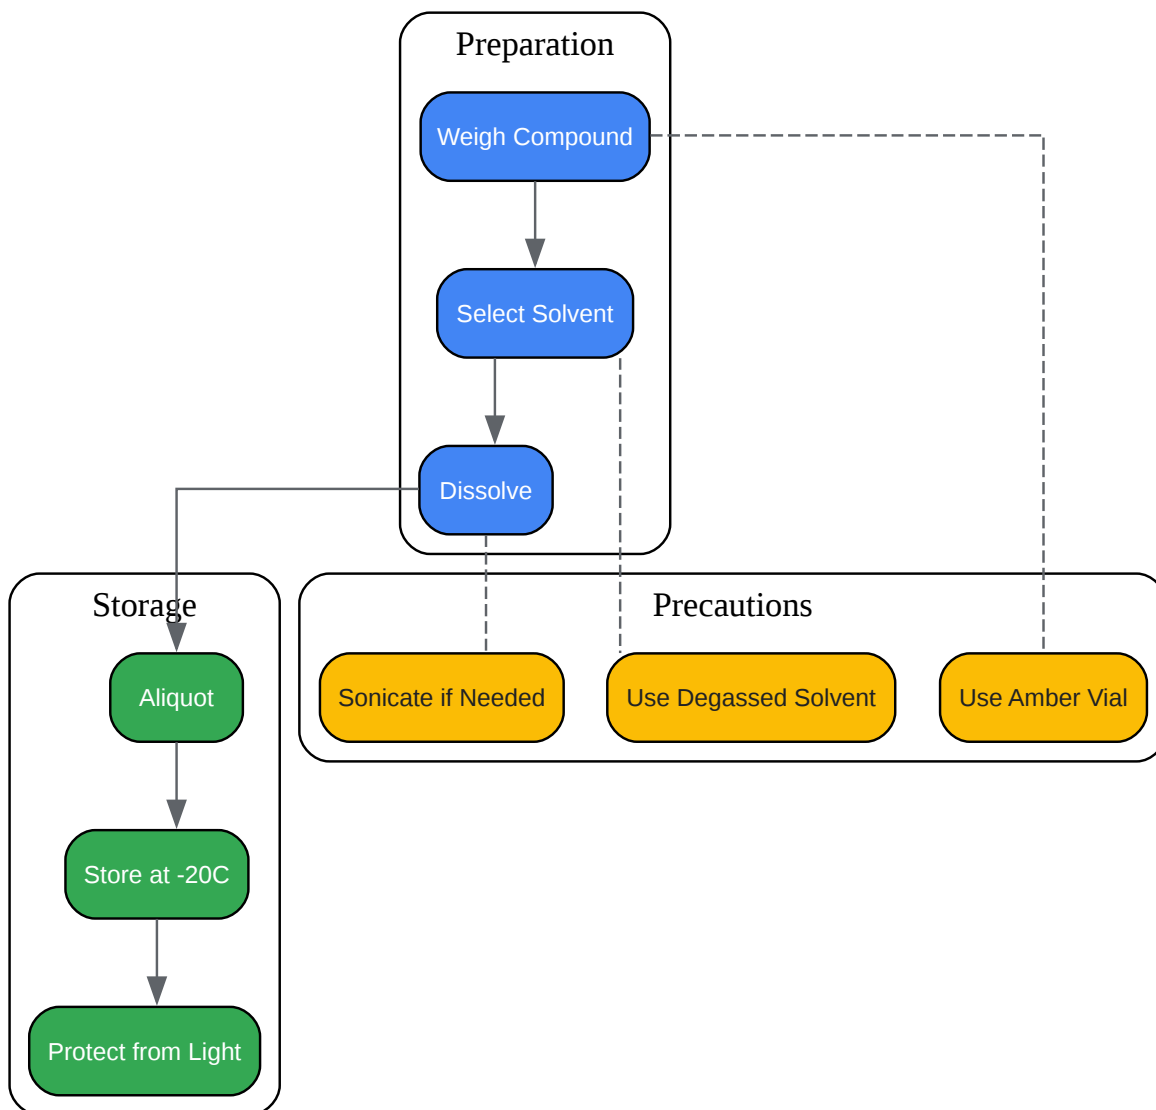 Preparation
Weigh Compound
Select Solvent
Dissolve
Storage
Aliquot
Store at -20C
Protect from Light
Precautions
Sonicate if Needed
Use Degassed Solvent
Use Amber Vial